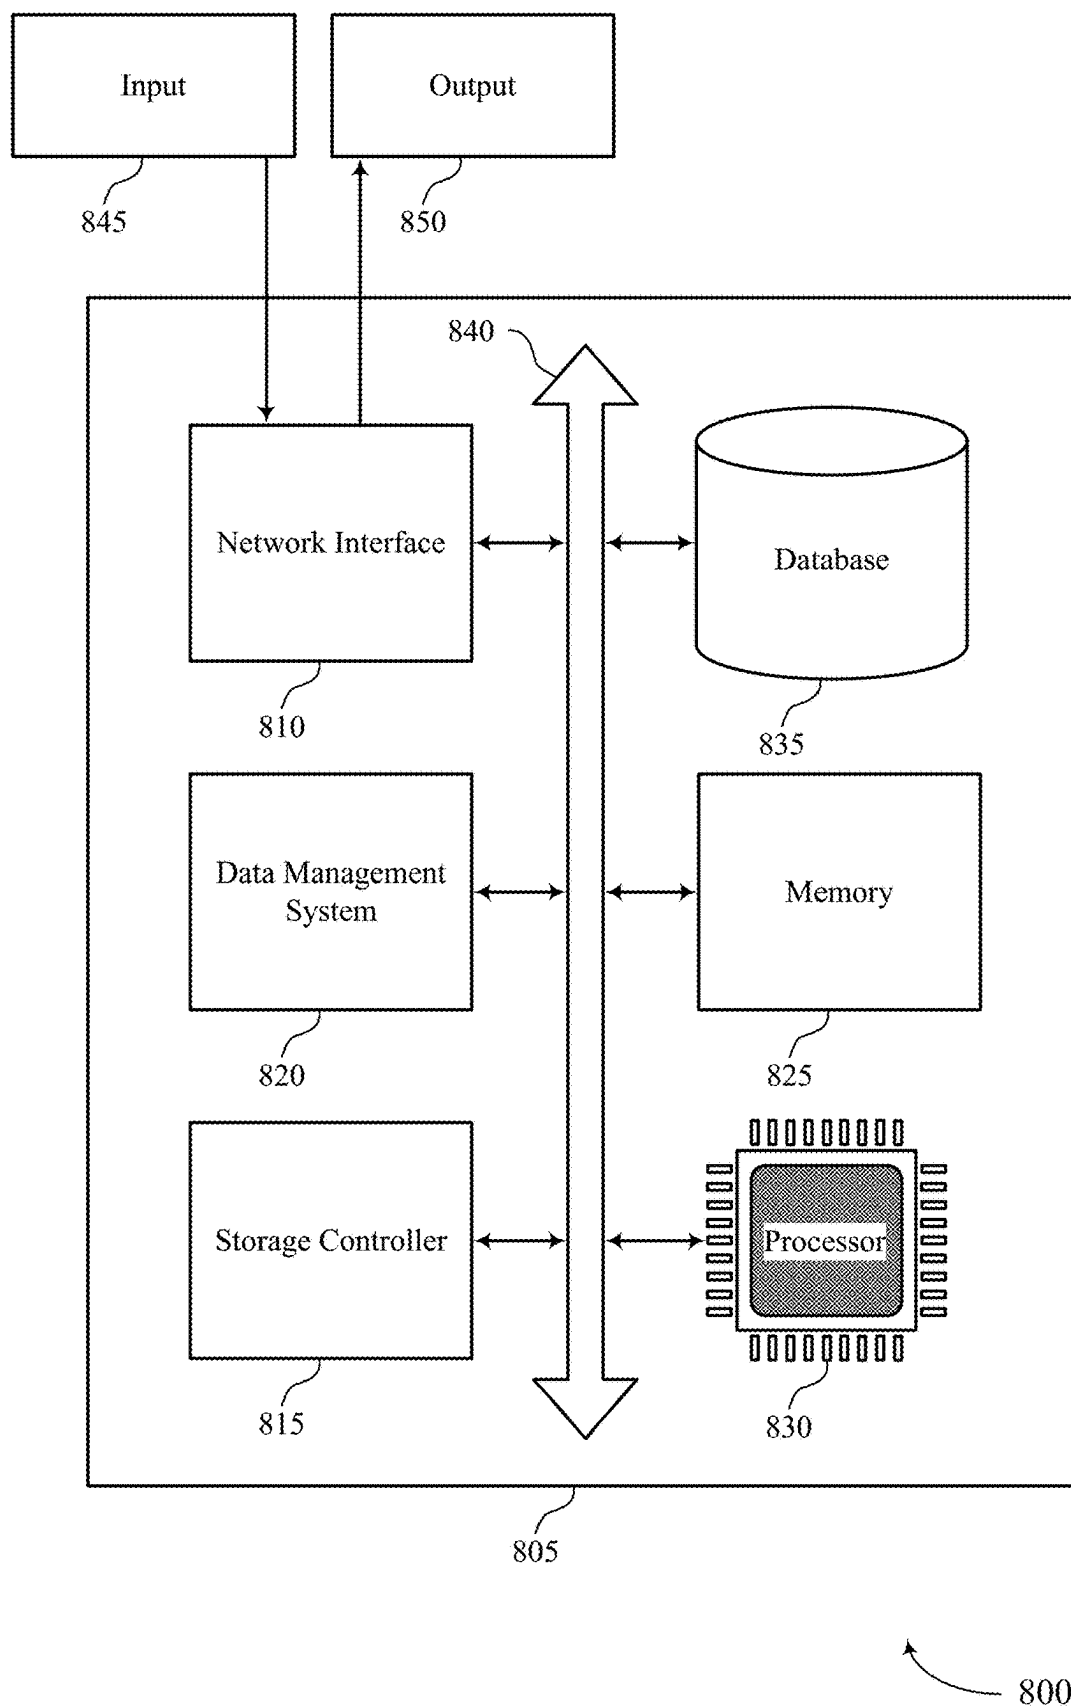 Input
Output
845
850
840
Network Interface
Database
810
835
Data Management
System
Memory
820
825
Storage Controller
Processor
815
830
805
800